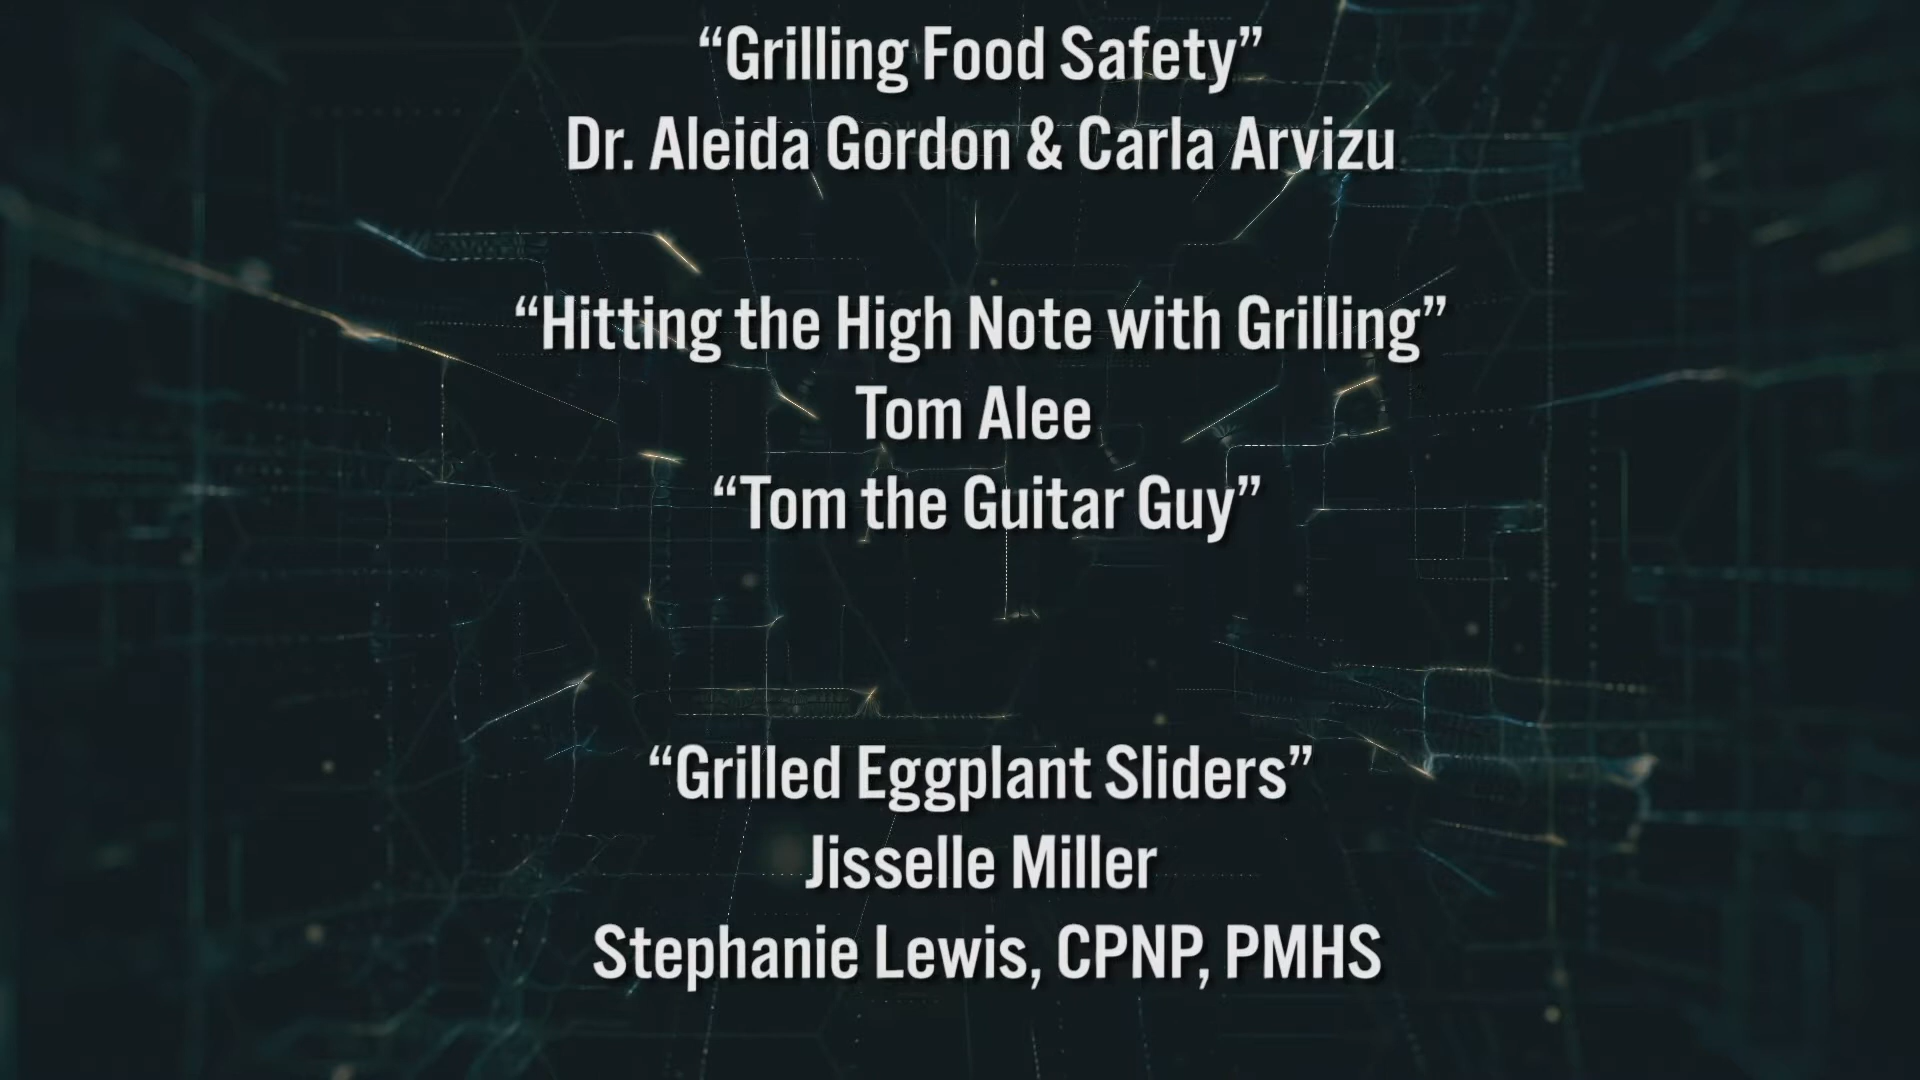 “Grilling Food Safety”
Dr. Aleida Gordon & Carla Arvizu
“Hitting the High Note with Grilling”
Tom Alee
“Tom the Guitar Guy”
“Grilled Eggplant Sliders”
Jisselle Miller
Stephanie Lewis, CPNP, PMHS